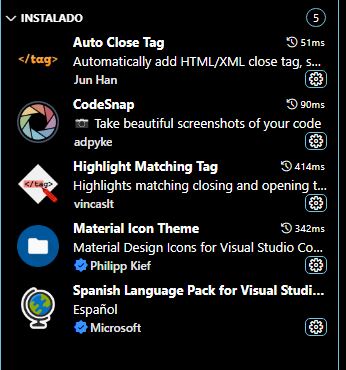 INSTALADO 5
Auto Close Tag 51ms
</tag> Automatically add HTML/XML close tag, s...
Jun Han
CodeSnap 90ms
📷 Take beautiful screenshots of your code
adpyke
Highlight Matching Tag 414ms
</tag> Highlights matching closing and opening t...
vincaslt
Material Icon Theme 342ms
Material Design Icons for Visual Studio Co...
Philipp Kief
Spanish Language Pack for Visual Studi...
Español
Microsoft